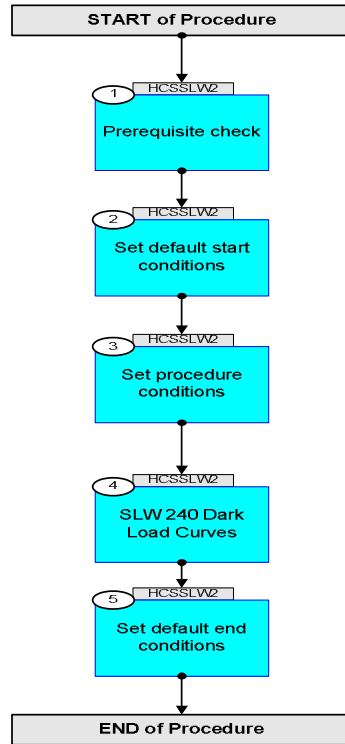 START of Procedure
HCSSLW2
1
Prerequisite check
HCSSLW2
2
Set default start
conditions
HCSSLW2
3
Set procedure
conditions
HCSSLW2
4
SLW 240 Dark
Load Curves
HCSSLW2
5
Set default end
conditions
END of Procedure